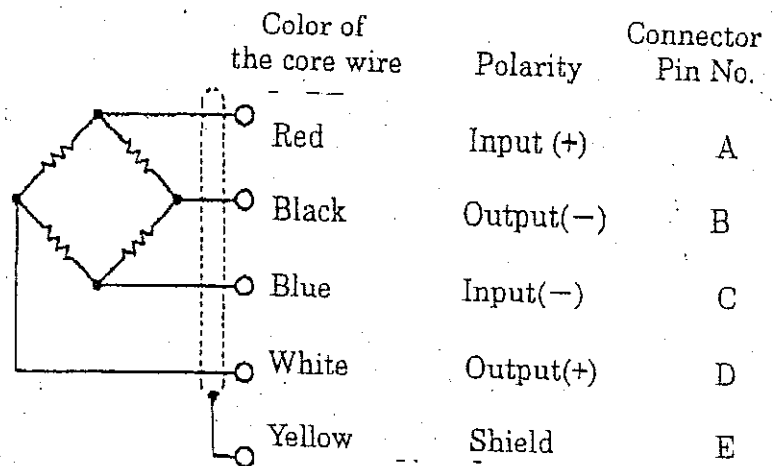 Color of
the core wire Polarity Connector
Pin No.
Red Input (+) A
Black Output(−) B
Blue Input(−) C
White Output(+) D
Yellow Shield E